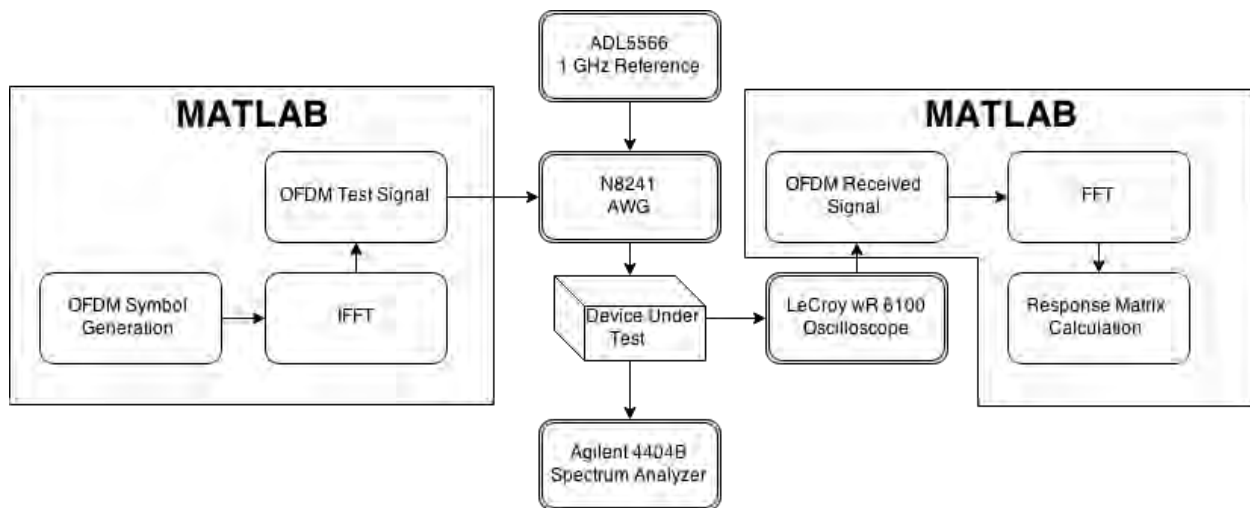 ADL5566
1 GHz Reference
MATLAB
OFDM Test Signal
OFDM Symbol
Generation
IFFT
N8241
AWG
Device Under
Test
Agilent 4404B
Spectrum Analyzer
MATLAB
OFDM Received
Signal
FFT
LeCroy wR 6100
Oscilloscope
Response Matrix
Calculation